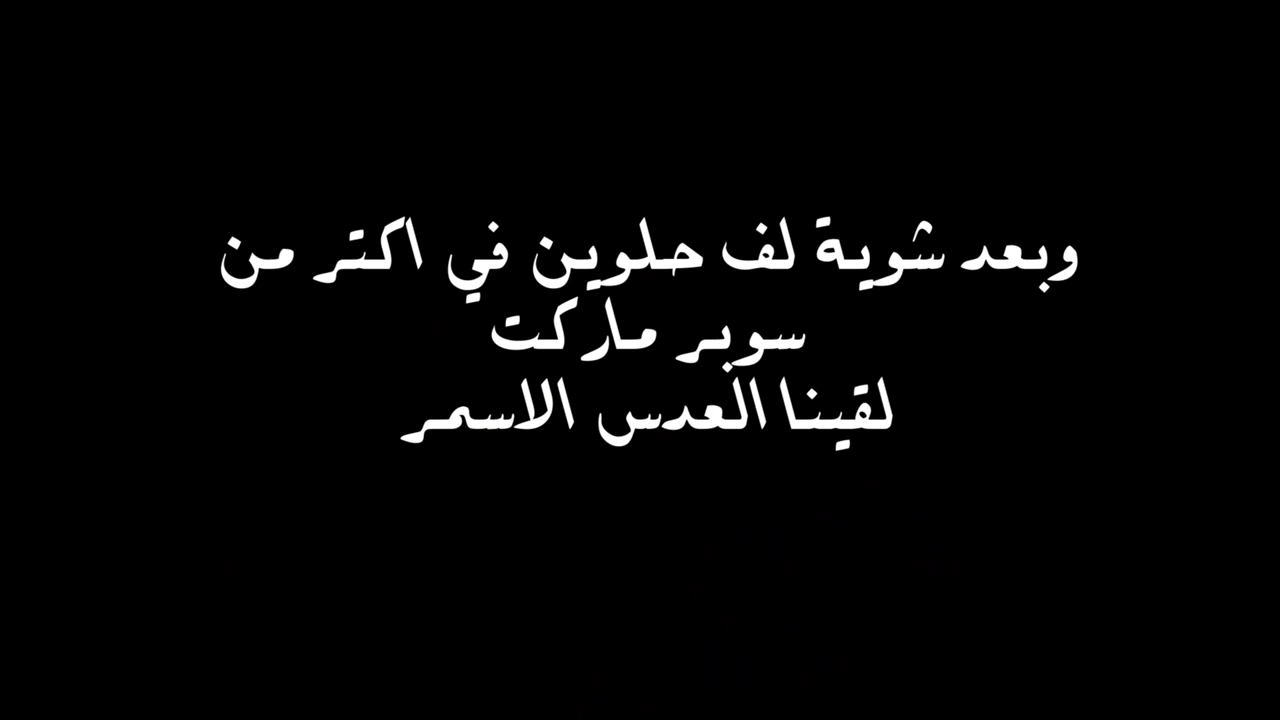 وبعد شوية لف حلوين في اكتر من
سوبر ماركت
لقينا العدس الاسمر